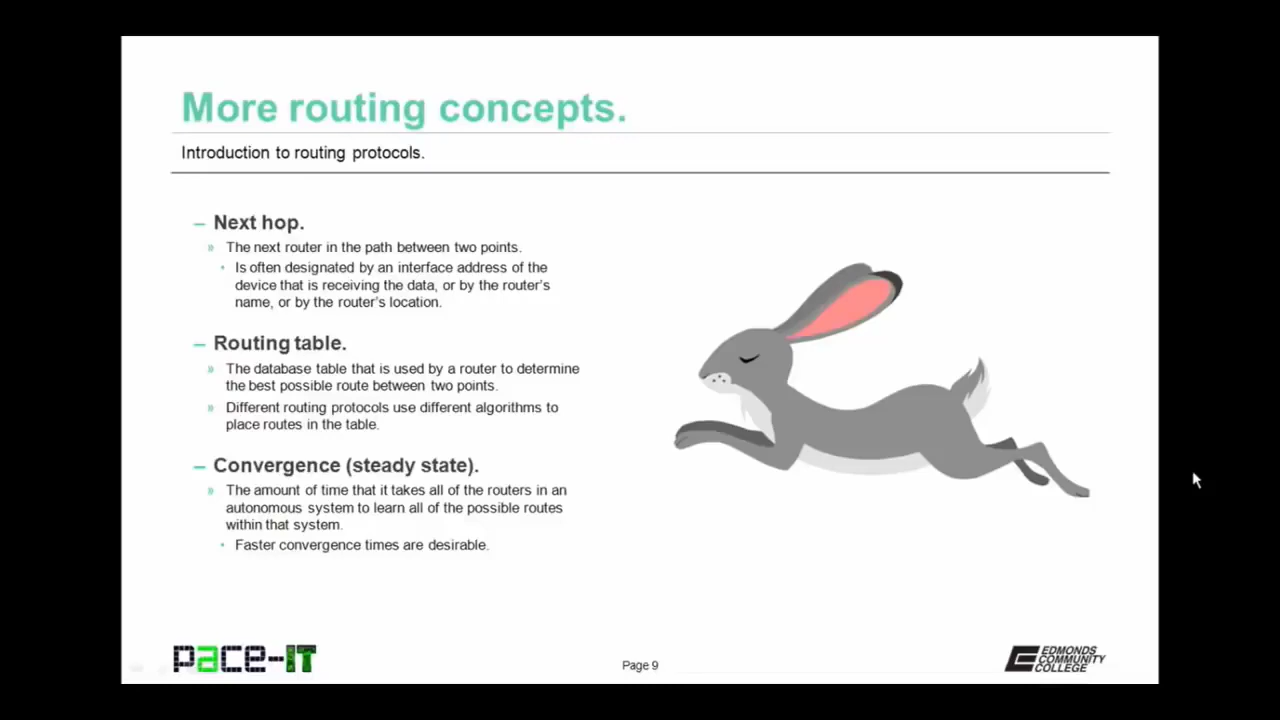 More routing concepts.
Introduction to routing protocols.
– Next hop.
» The next router in the path between two points.
• Is often designated by an interface address of the
device that is receiving the data, or by the router's
name, or by the router's location.
– Routing table.
» The database table that is used by a router to determine
the best possible route between two points.
» Different routing protocols use different algorithms to
place routes in the table.
– Convergence (steady state).
» The amount of time that it takes all of the routers in an
autonomous system to learn all of the possible routes
within that system.
• Faster convergence times are desirable.
pace-IT
Page 9
EDMONDS
COMMUNITY
COLLEGE